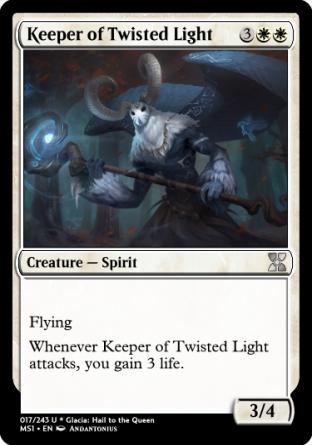 Keeper of Twisted Light 3
Creature — Spirit
Flying
Whenever Keeper of Twisted Light
attacks, you gain 3 life.
3/4
017/243 U * Glacia: Hail to the Queen
MS1 • EN Andantonius